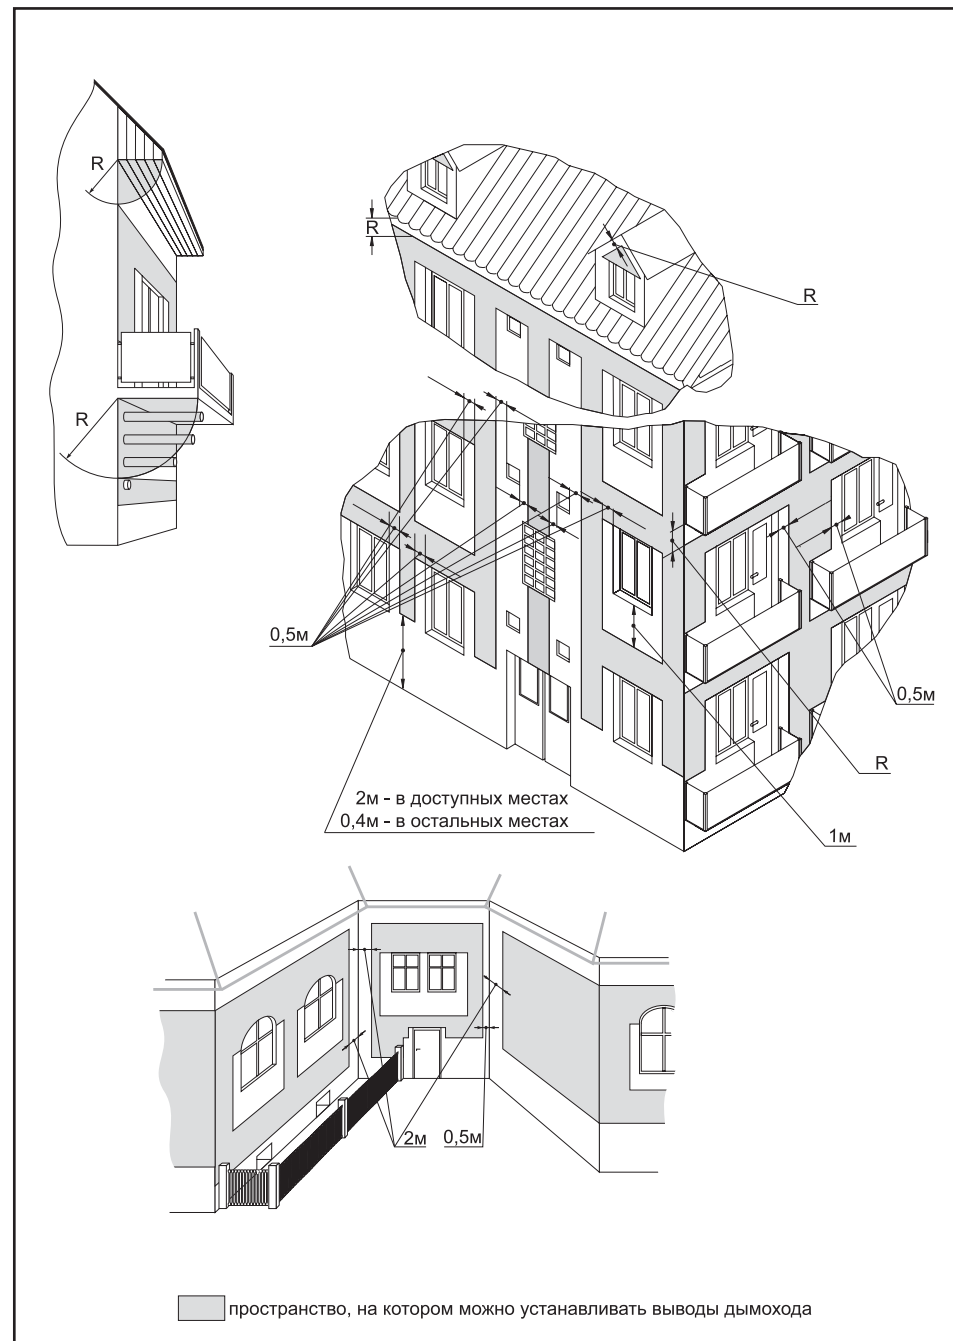 R
R
R
R
0,5м
0,5м
R
2м - в доступных местах
0,4м - в остальных местах
1м
2м
0,5м
пространство, на котором можно устанавливать выводы дымохода